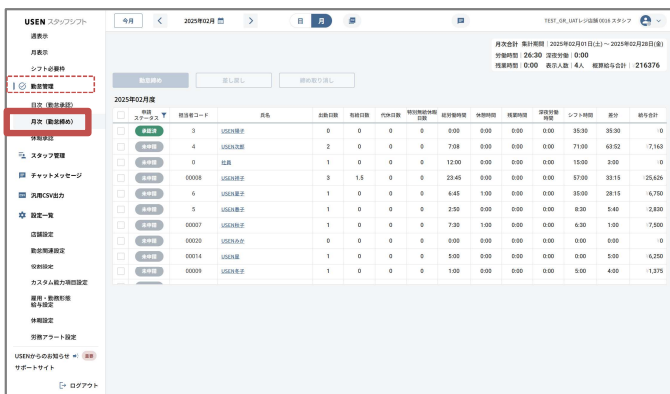 USEN スタッフシフト
今月
2025年02月
日
月
TEST_GR_UATレジ店舗 0016 スタシフ
週表示
月表示
シフト必要枠
勤怠管理
日次（勤怠承認）
月次（勤怠締め）
休暇承認
スタッフ管理
チャットメッセージ
汎用CSV出力
設定一覧
店舗設定
勤怠関連設定
役割設定
カスタム能力項目設定
雇用・勤務形態
給与設定
休暇設定
労務アラート設定
USENからのお知らせ 重要
サポートサイト
ログアウト
月次合計 集計期間｜2025年02月01日(土)～2025年02月28日(金)
労働時間｜26:30 深夜労働｜0:00
残業時間｜0:00 表示人数｜4人 概算給与合計｜216376
勤怠締め 差し戻し 締め取り消し
2025年02月度
申請ステータス 担当者コード 氏名 出勤日数 有給日数 代休日数 特別無給休暇日数 総労働時間 休憩時間 残業時間 深夜労働時間 シフト時間 差分 給与合計
承認済 3 USEN陽子 0 0 0 0 0:00 0:00 0:00 0:00 35:30 35:30 0
未申請 4 USEN次郎 2 0 0 0 7:08 0:00 0:00 0:00 71:00 63:52 7,163
未申請 0 社員 1 0 0 0 12:00 0:00 0:00 0:00 15:00 3:00 0
未申請 00008 USEN祥子 3 1.5 0 0 23:45 0:00 0:00 0:00 57:00 33:15 25,626
未申請 6 USEN夏子 1 0 0 0 6:45 1:00 0:00 0:00 35:00 28:15 6,750
未申請 5 USEN春子 1 0 0 0 2:50 0:00 0:00 0:00 8:30 5:40 2,830
未申請 00007 USEN秋子 1 0 0 0 7:30 1:00 0:00 0:00 6:30 1:00 7,500
未申請 00020 USENみか 0 0 0 0 0:00 0:00 0:00 0:00 0:00 0:00 0
未申請 00014 USEN 1 0 0 0 5:00 0:00 0:00 0:00 0:00 5:00 6,250
未申請 00009 USEN冬子 1 0 0 0 1:00 0:00 0:00 0:00 5:00 4:00 1,375